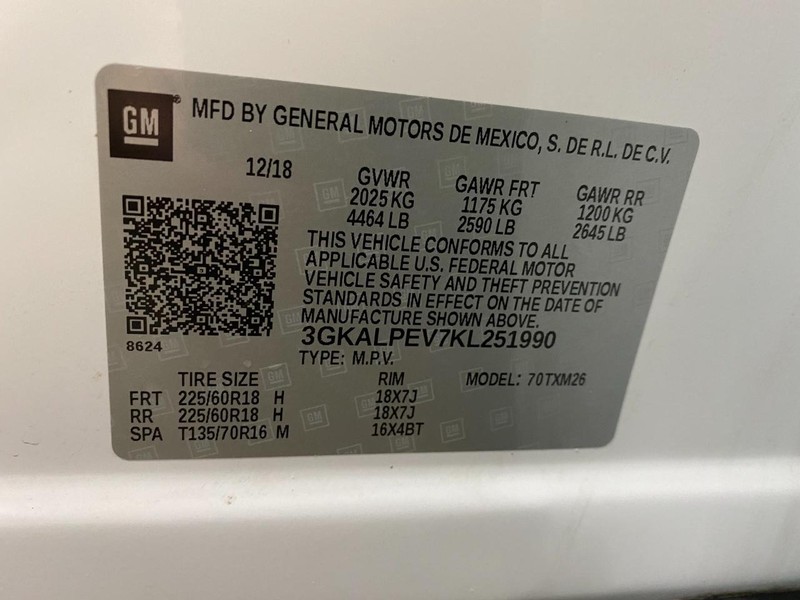 GM® MFD BY GENERAL MOTORS DE MEXICO, S. DE R.L. DE C.V.
12/18 GVWR GAWR FRT GAWR RR
2025 KG 1175 KG 1200 KG
4464 LB 2590 LB 2645 LB
THIS VEHICLE CONFORMS TO ALL
APPLICABLE U.S. FEDERAL MOTOR
VEHICLE SAFETY AND THEFT PREVENTION
STANDARDS IN EFFECT ON THE DATE OF
MANUFACTURE SHOWN ABOVE.
8624 3GKALPEV7KL251990
TYPE: M.P.V.
TIRE SIZE RIM MODEL: 70TXM26
FRT 225/60R18 H 18X7J
RR 225/60R18 H 18X7J
SPA T135/70R16 M 16X4BT